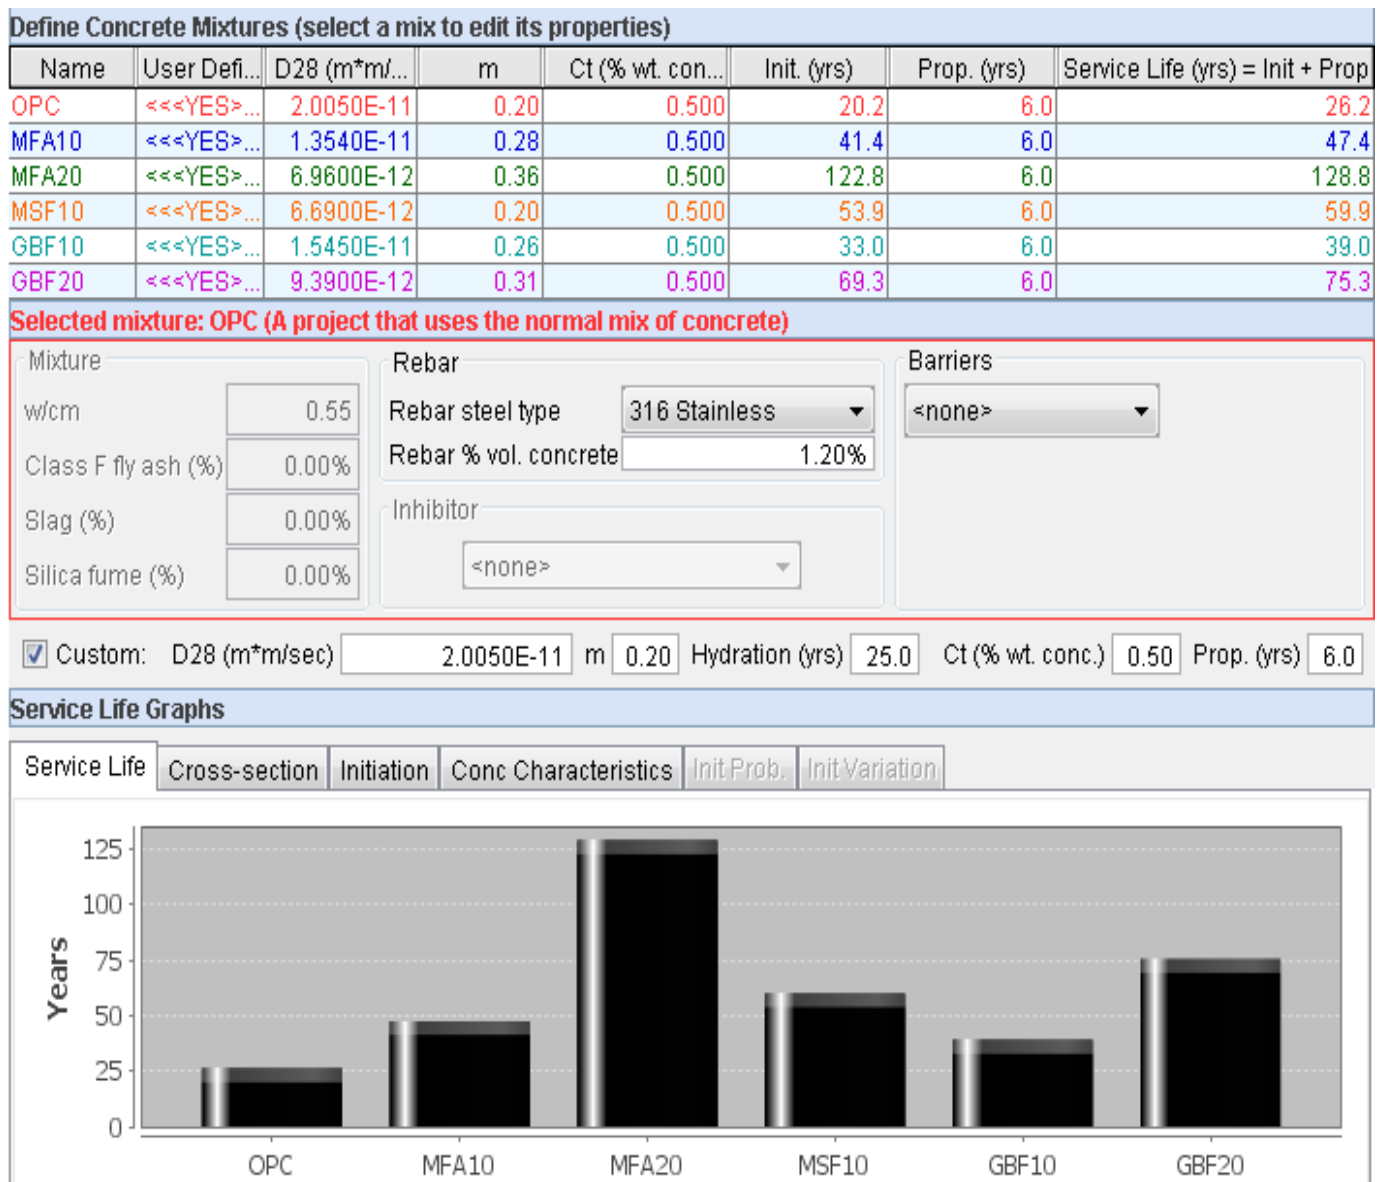 Define Concrete Mixtures (select a mix to edit its properties)
Name User Defi... D28 (m*m/... m Ct (% wt. con... Init. (yrs) Prop. (yrs) Service Life (yrs) = Init + Prop
OPC <<<YES>... 2.0050E-11 0.20 0.500 20.2 6.0 26.2
MFA10 <<<YES>... 1.3540E-11 0.28 0.500 41.4 6.0 47.4
MFA20 <<<YES>... 6.9600E-12 0.36 0.500 122.8 6.0 128.8
MSF10 <<<YES>... 6.6900E-12 0.20 0.500 53.9 6.0 59.9
GBF10 <<<YES>... 1.5450E-11 0.26 0.500 33.0 6.0 39.0
GBF20 <<<YES>... 9.3900E-12 0.31 0.500 69.3 6.0 75.3
Selected mixture: OPC (A project that uses the normal mix of concrete)
Mixture
w/cm 0.55
Class F fly ash (%) 0.00%
Slag (%) 0.00%
Silica fume (%) 0.00%
Rebar
Rebar steel type 316 Stainless
Rebar % vol. concrete 1.20%
Inhibitor
<none>
Barriers
<none>
Custom: D28 (m*m/sec) 2.0050E-11 m 0.20 Hydration (yrs) 25.0 Ct (% wt. conc.) 0.50 Prop. (yrs) 6.0
Service Life Graphs
Service Life Cross-section Initiation Conc Characteristics Init Prob. Init Variation
Years
125
100
75
50
25
0
OPC MFA10 MFA20 MSF10 GBF10 GBF20